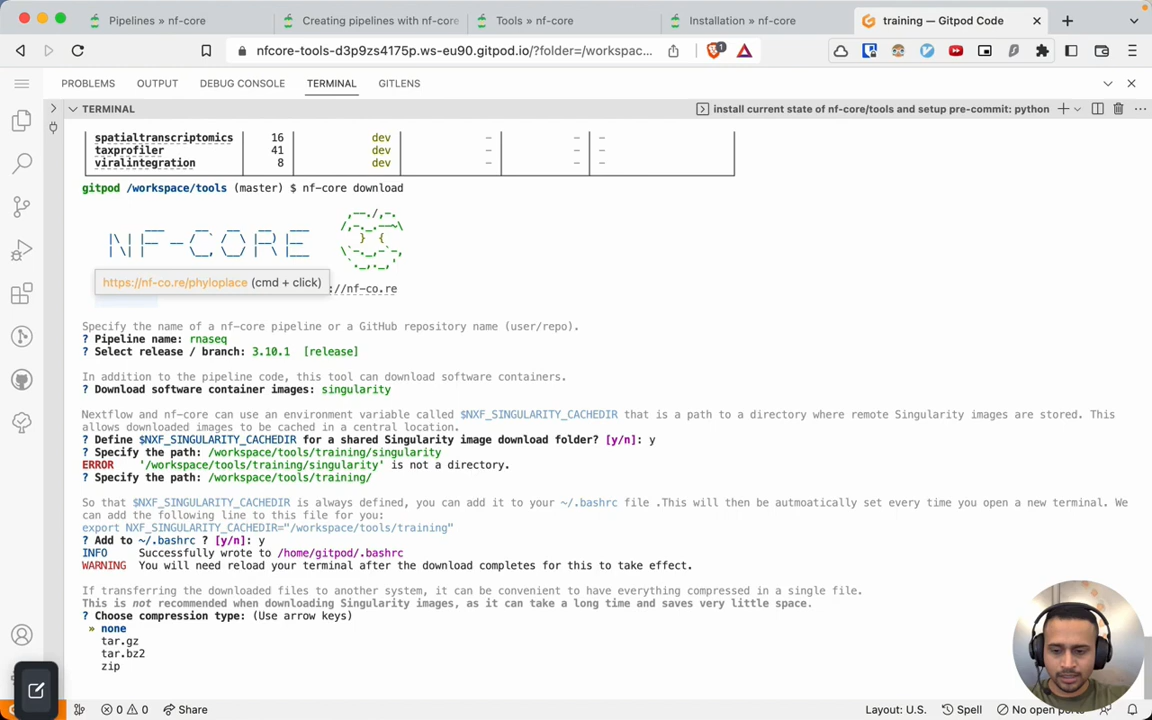 Pipelines » nf-core
Creating pipelines with nf-core
Tools » nf-core
Installation » nf-core
training — Gitpod Code
nfcore-tools-d3p9zs4175p.ws-eu90.gitpod.io/?folder=/workspac...
1
PROBLEMS OUTPUT DEBUG CONSOLE TERMINAL GITLENS
TERMINAL
install current state of nf-core/tools and setup pre-commit: python
spatialtranscriptomics 16 dev – – –
taxprofiler 41 dev – – –
viralintegration 8 dev – – –
gitpod /workspace/tools (master) $ nf-core download
NF-CORE
https://nf-co.re/phyloplace (cmd + click)
://nf-co.re
Specify the name of a nf-core pipeline or a GitHub repository name (user/repo).
? Pipeline name: rnaseq
? Select release / branch: 3.10.1 [release]
In addition to the pipeline code, this tool can download software containers.
? Download software container images: singularity
Nextflow and nf-core can use an environment variable called $NXF_SINGULARITY_CACHEDIR that is a path to a directory where remote Singularity images are stored. This
allows downloaded images to be cached in a central location.
? Define $NXF_SINGULARITY_CACHEDIR for a shared Singularity image download folder? [y/n]: y
? Specify the path: /workspace/tools/training/singularity
ERROR '/workspace/tools/training/singularity' is not a directory.
? Specify the path: /workspace/tools/training/
So that $NXF_SINGULARITY_CACHEDIR is always defined, you can add it to your ~/.bashrc file .This will then be autmoatically set every time you open a new terminal. We
can add the following line to this file for you:
export NXF_SINGULARITY_CACHEDIR="/workspace/tools/training"
? Add to ~/.bashrc ? [y/n]: y
INFO Successfully wrote to /home/gitpod/.bashrc
WARNING You will need reload your terminal after the download completes for this to take effect.
If transferring the downloaded files to another system, it can be convenient to have everything compressed in a single file.
This is not recommended when downloading Singularity images, as it can take a long time and saves very little space.
? Choose compression type: (Use arrow keys)
» none
tar.gz
tar.bz2
zip
0 0 Share
Layout: U.S. Spell No open